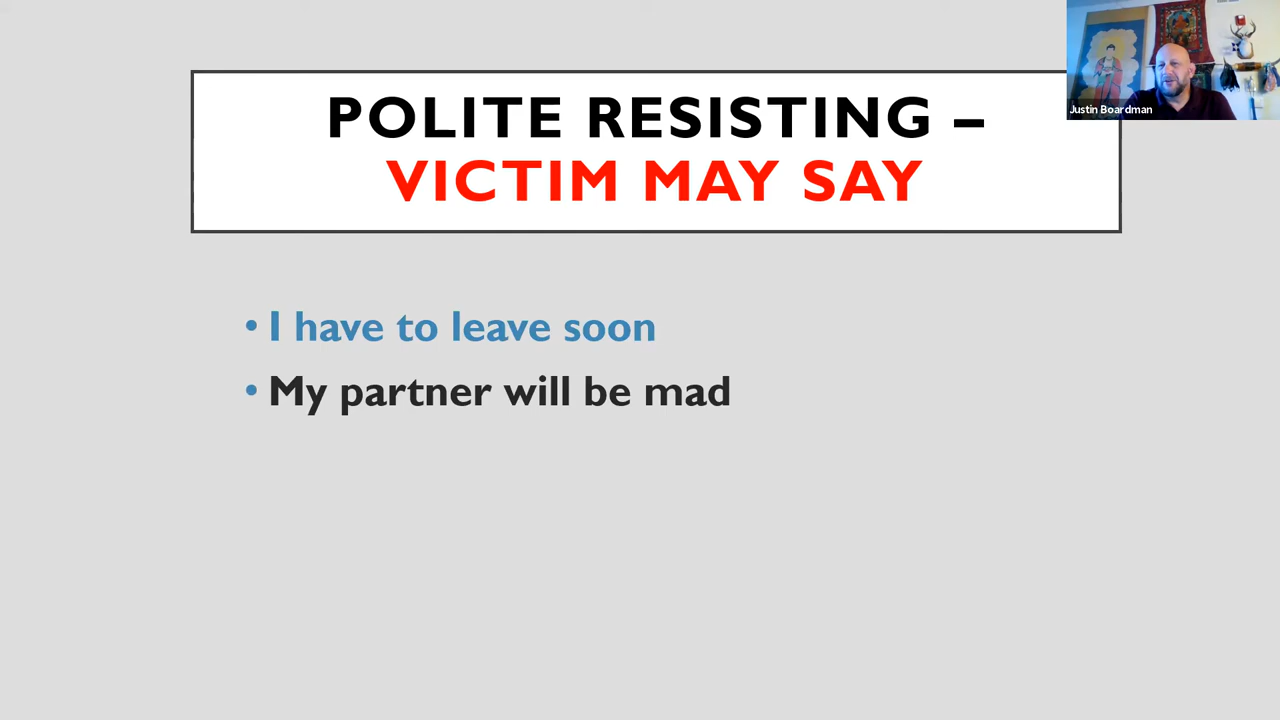 POLITE RESISTING –
VICTIM MAY SAY
Justin Boardman
• I have to leave soon
• My partner will be mad